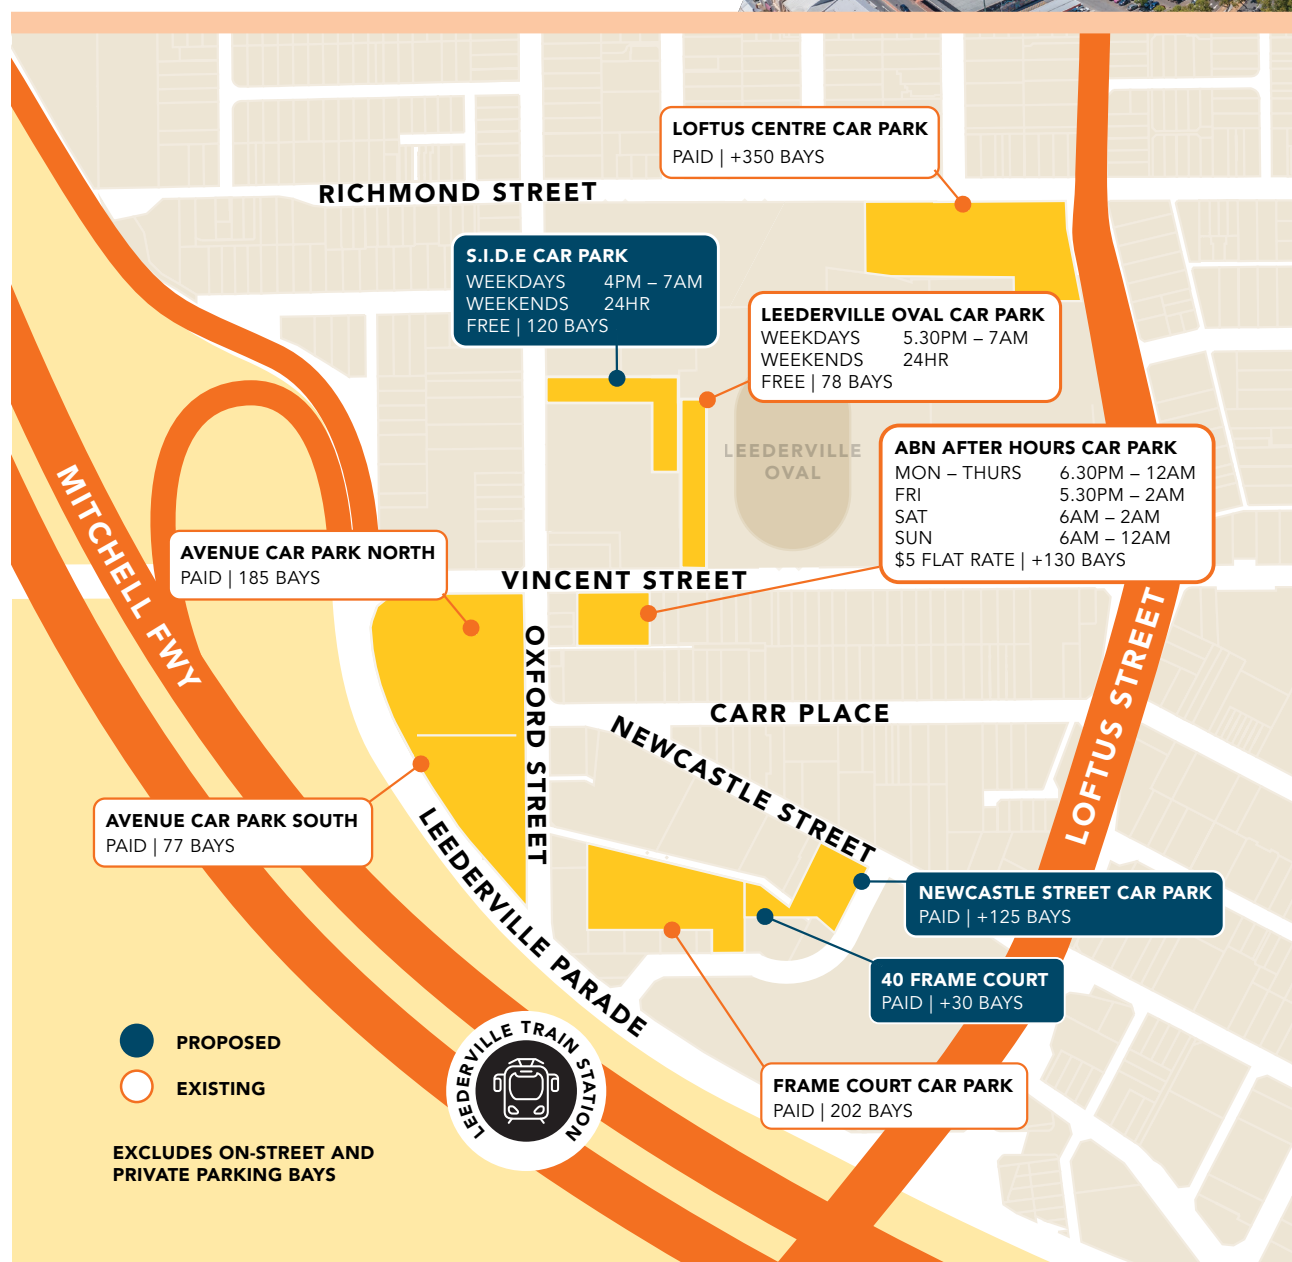 LOFTUS CENTRE CAR PARK
PAID | +350 BAYS
RICHMOND STREET
S.I.D.E CAR PARK
WEEKDAYS 4PM – 7AM
WEEKENDS 24HR
FREE | 120 BAYS
LEEDERVILLE OVAL CAR PARK
WEEKDAYS 5.30PM – 7AM
WEEKENDS 24HR
FREE | 78 BAYS
LEEDERVILLE
OVAL
ABN AFTER HOURS CAR PARK
MON – THURS 6.30PM – 12AM
FRI 5.30PM – 2AM
SAT 6AM – 2AM
SUN 6AM – 12AM
$5 FLAT RATE | +130 BAYS
MITCHELL FWY
AVENUE CAR PARK NORTH
PAID | 185 BAYS
VINCENT STREET
OXFORD STREET
LOFTUS STREET
CARR PLACE
NEWCASTLE STREET
AVENUE CAR PARK SOUTH
PAID | 77 BAYS
LEEDERVILLE PARADE
NEWCASTLE STREET CAR PARK
PAID | +125 BAYS
40 FRAME COURT
PAID | +30 BAYS
FRAME COURT CAR PARK
PAID | 202 BAYS
LEEDERVILLE TRAIN STATION
PROPOSED
EXISTING
EXCLUDES ON-STREET AND
PRIVATE PARKING BAYS